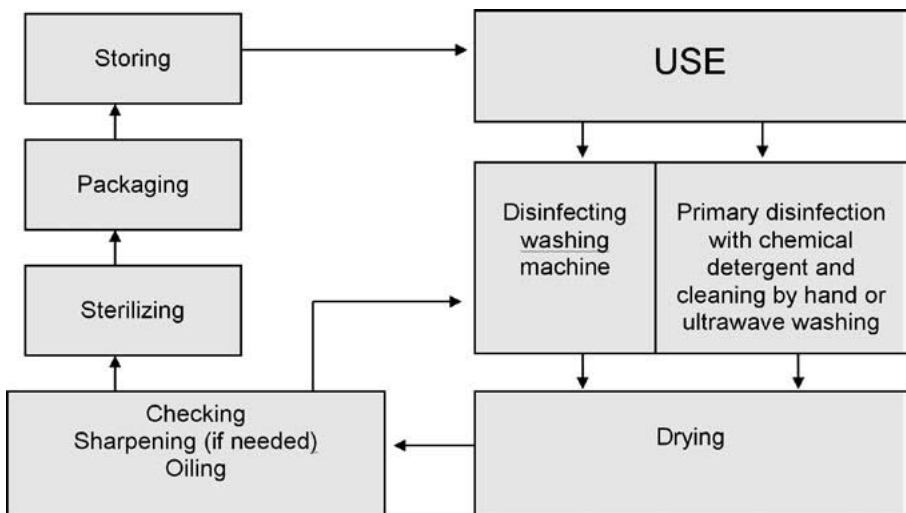 Storing
USE
Packaging
Disinfecting
washing
machine
Primary disinfection
with chemical
detergent and
cleaning by hand or
ultrawave washing
Sterilizing
Checking
Sharpening (if needed)
Oiling
Drying